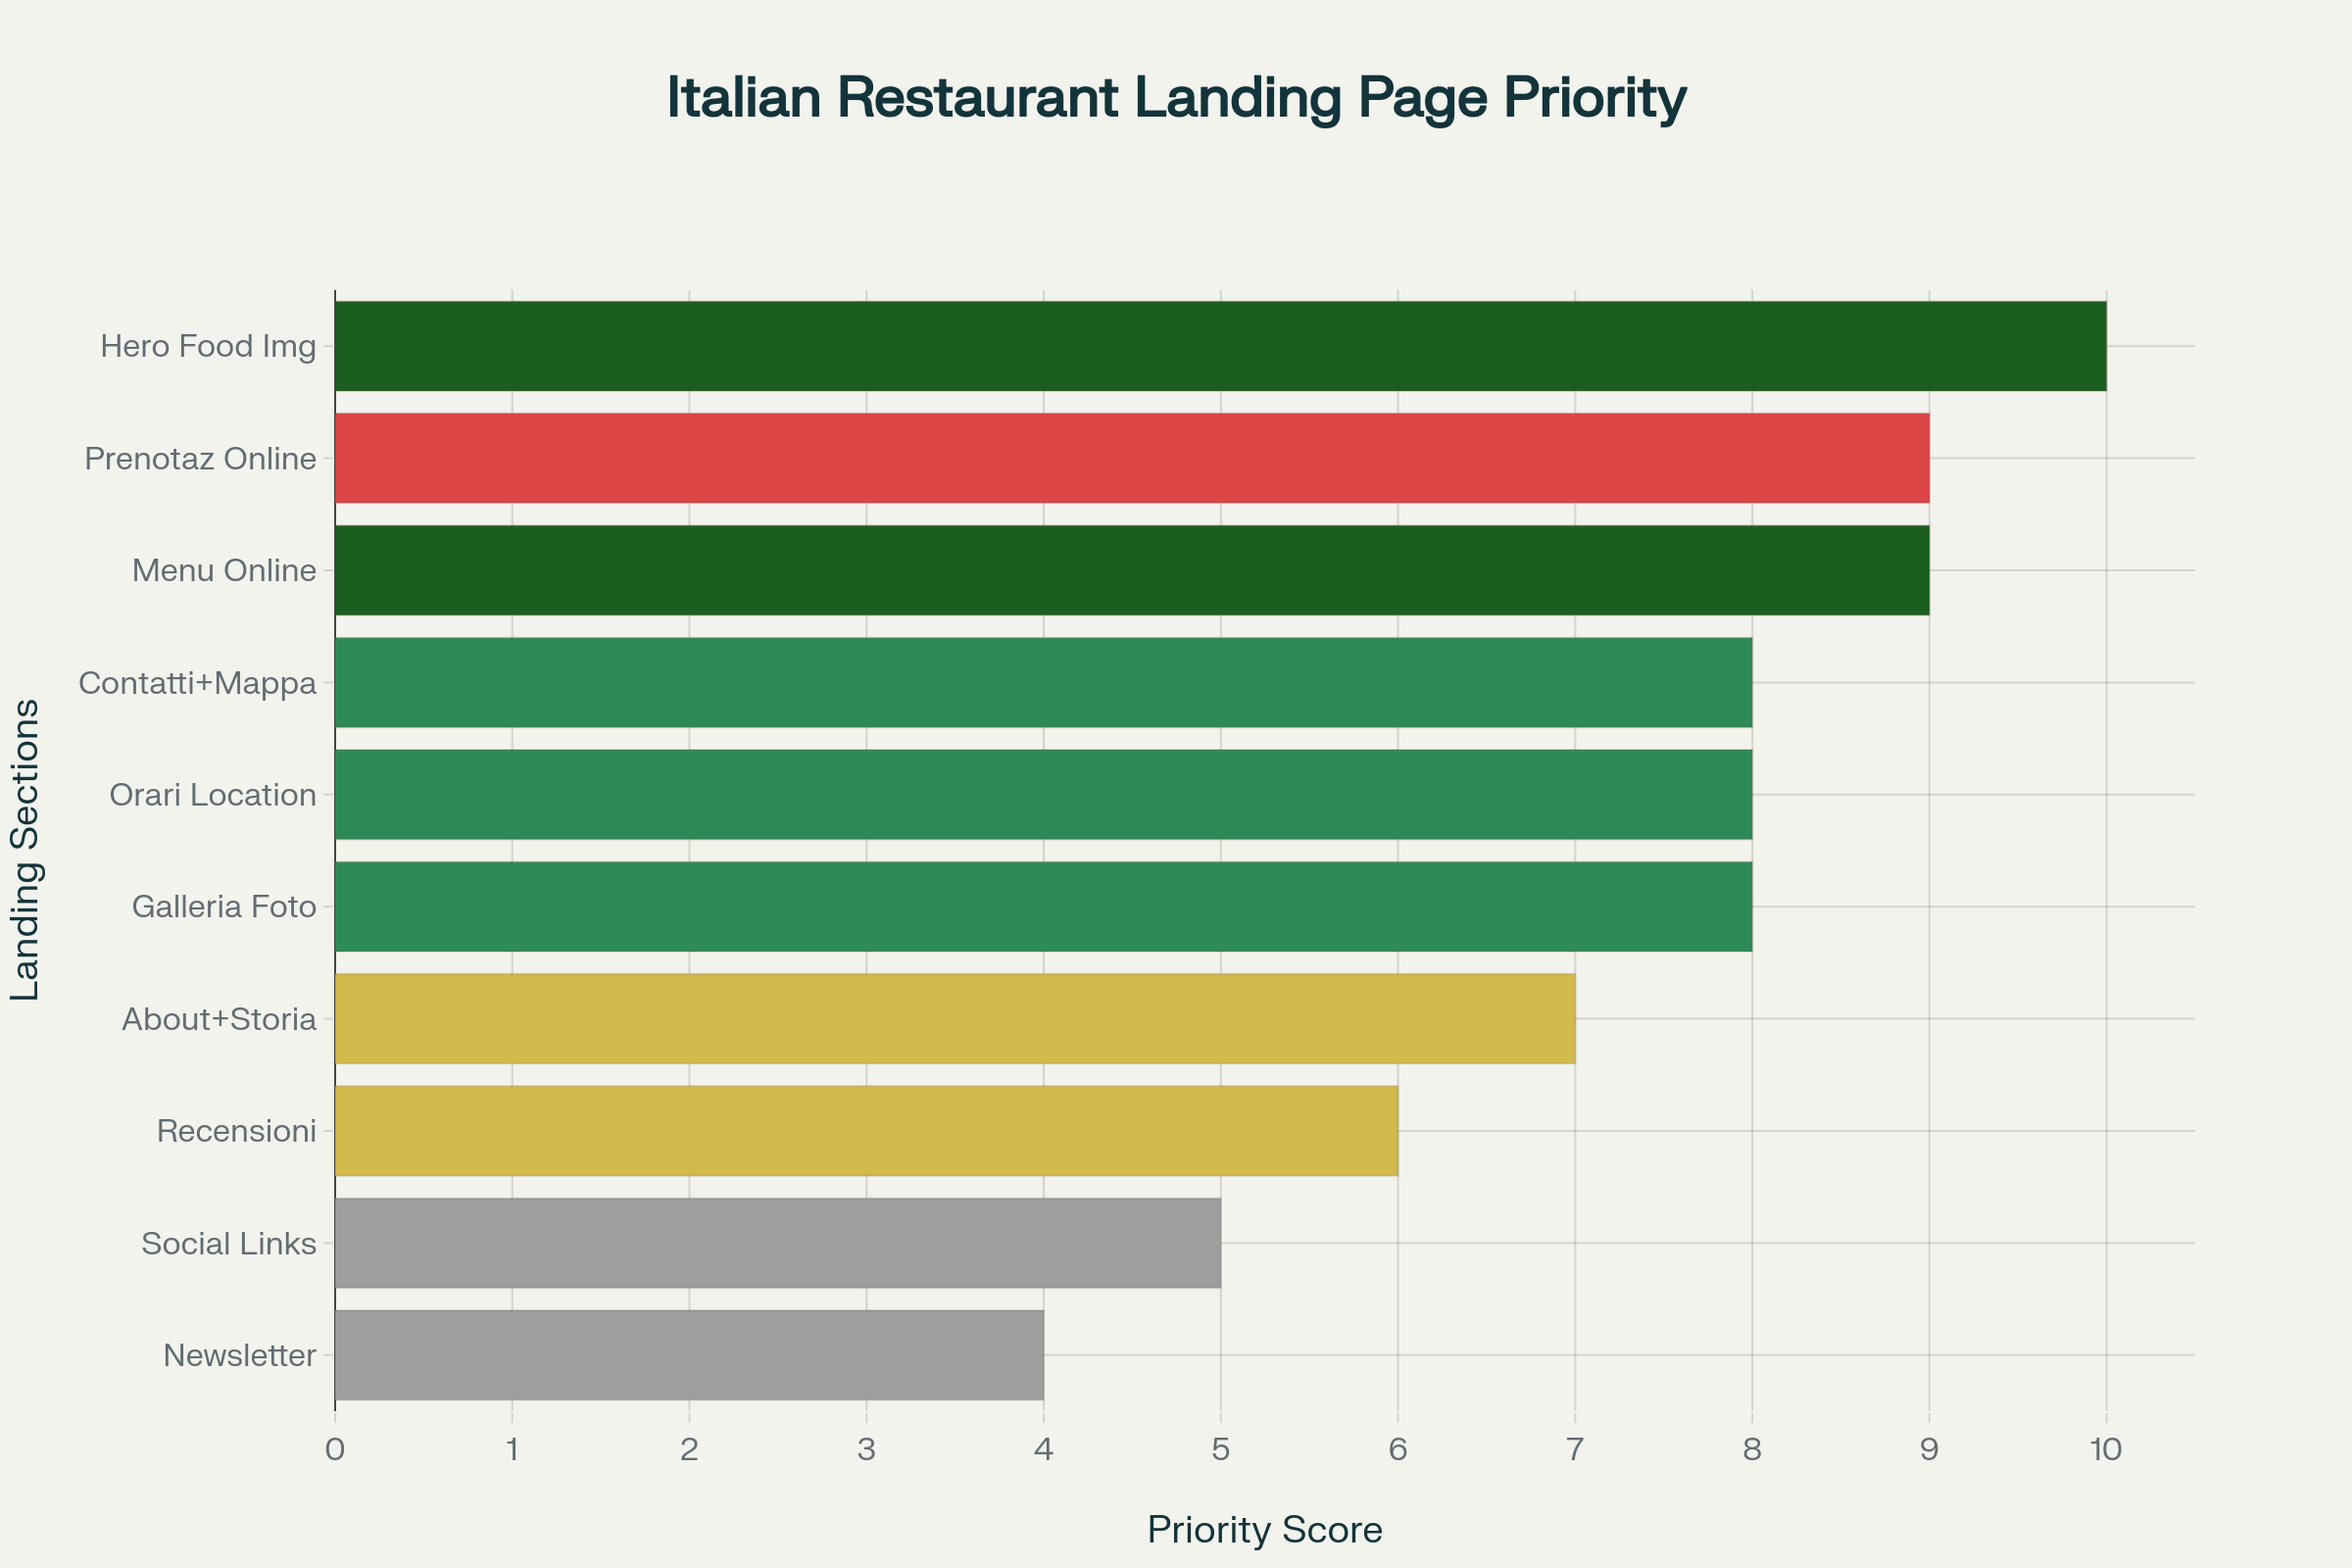 Italian Restaurant Landing Page Priority
Landing Sections
Hero Food Img
Prenotaz Online
Menu Online
Contatti+Mappa
Orari Location
Galleria Foto
About+Storia
Recensioni
Social Links
Newsletter
0 1 2 3 4 5 6 7 8 9 10
Priority Score